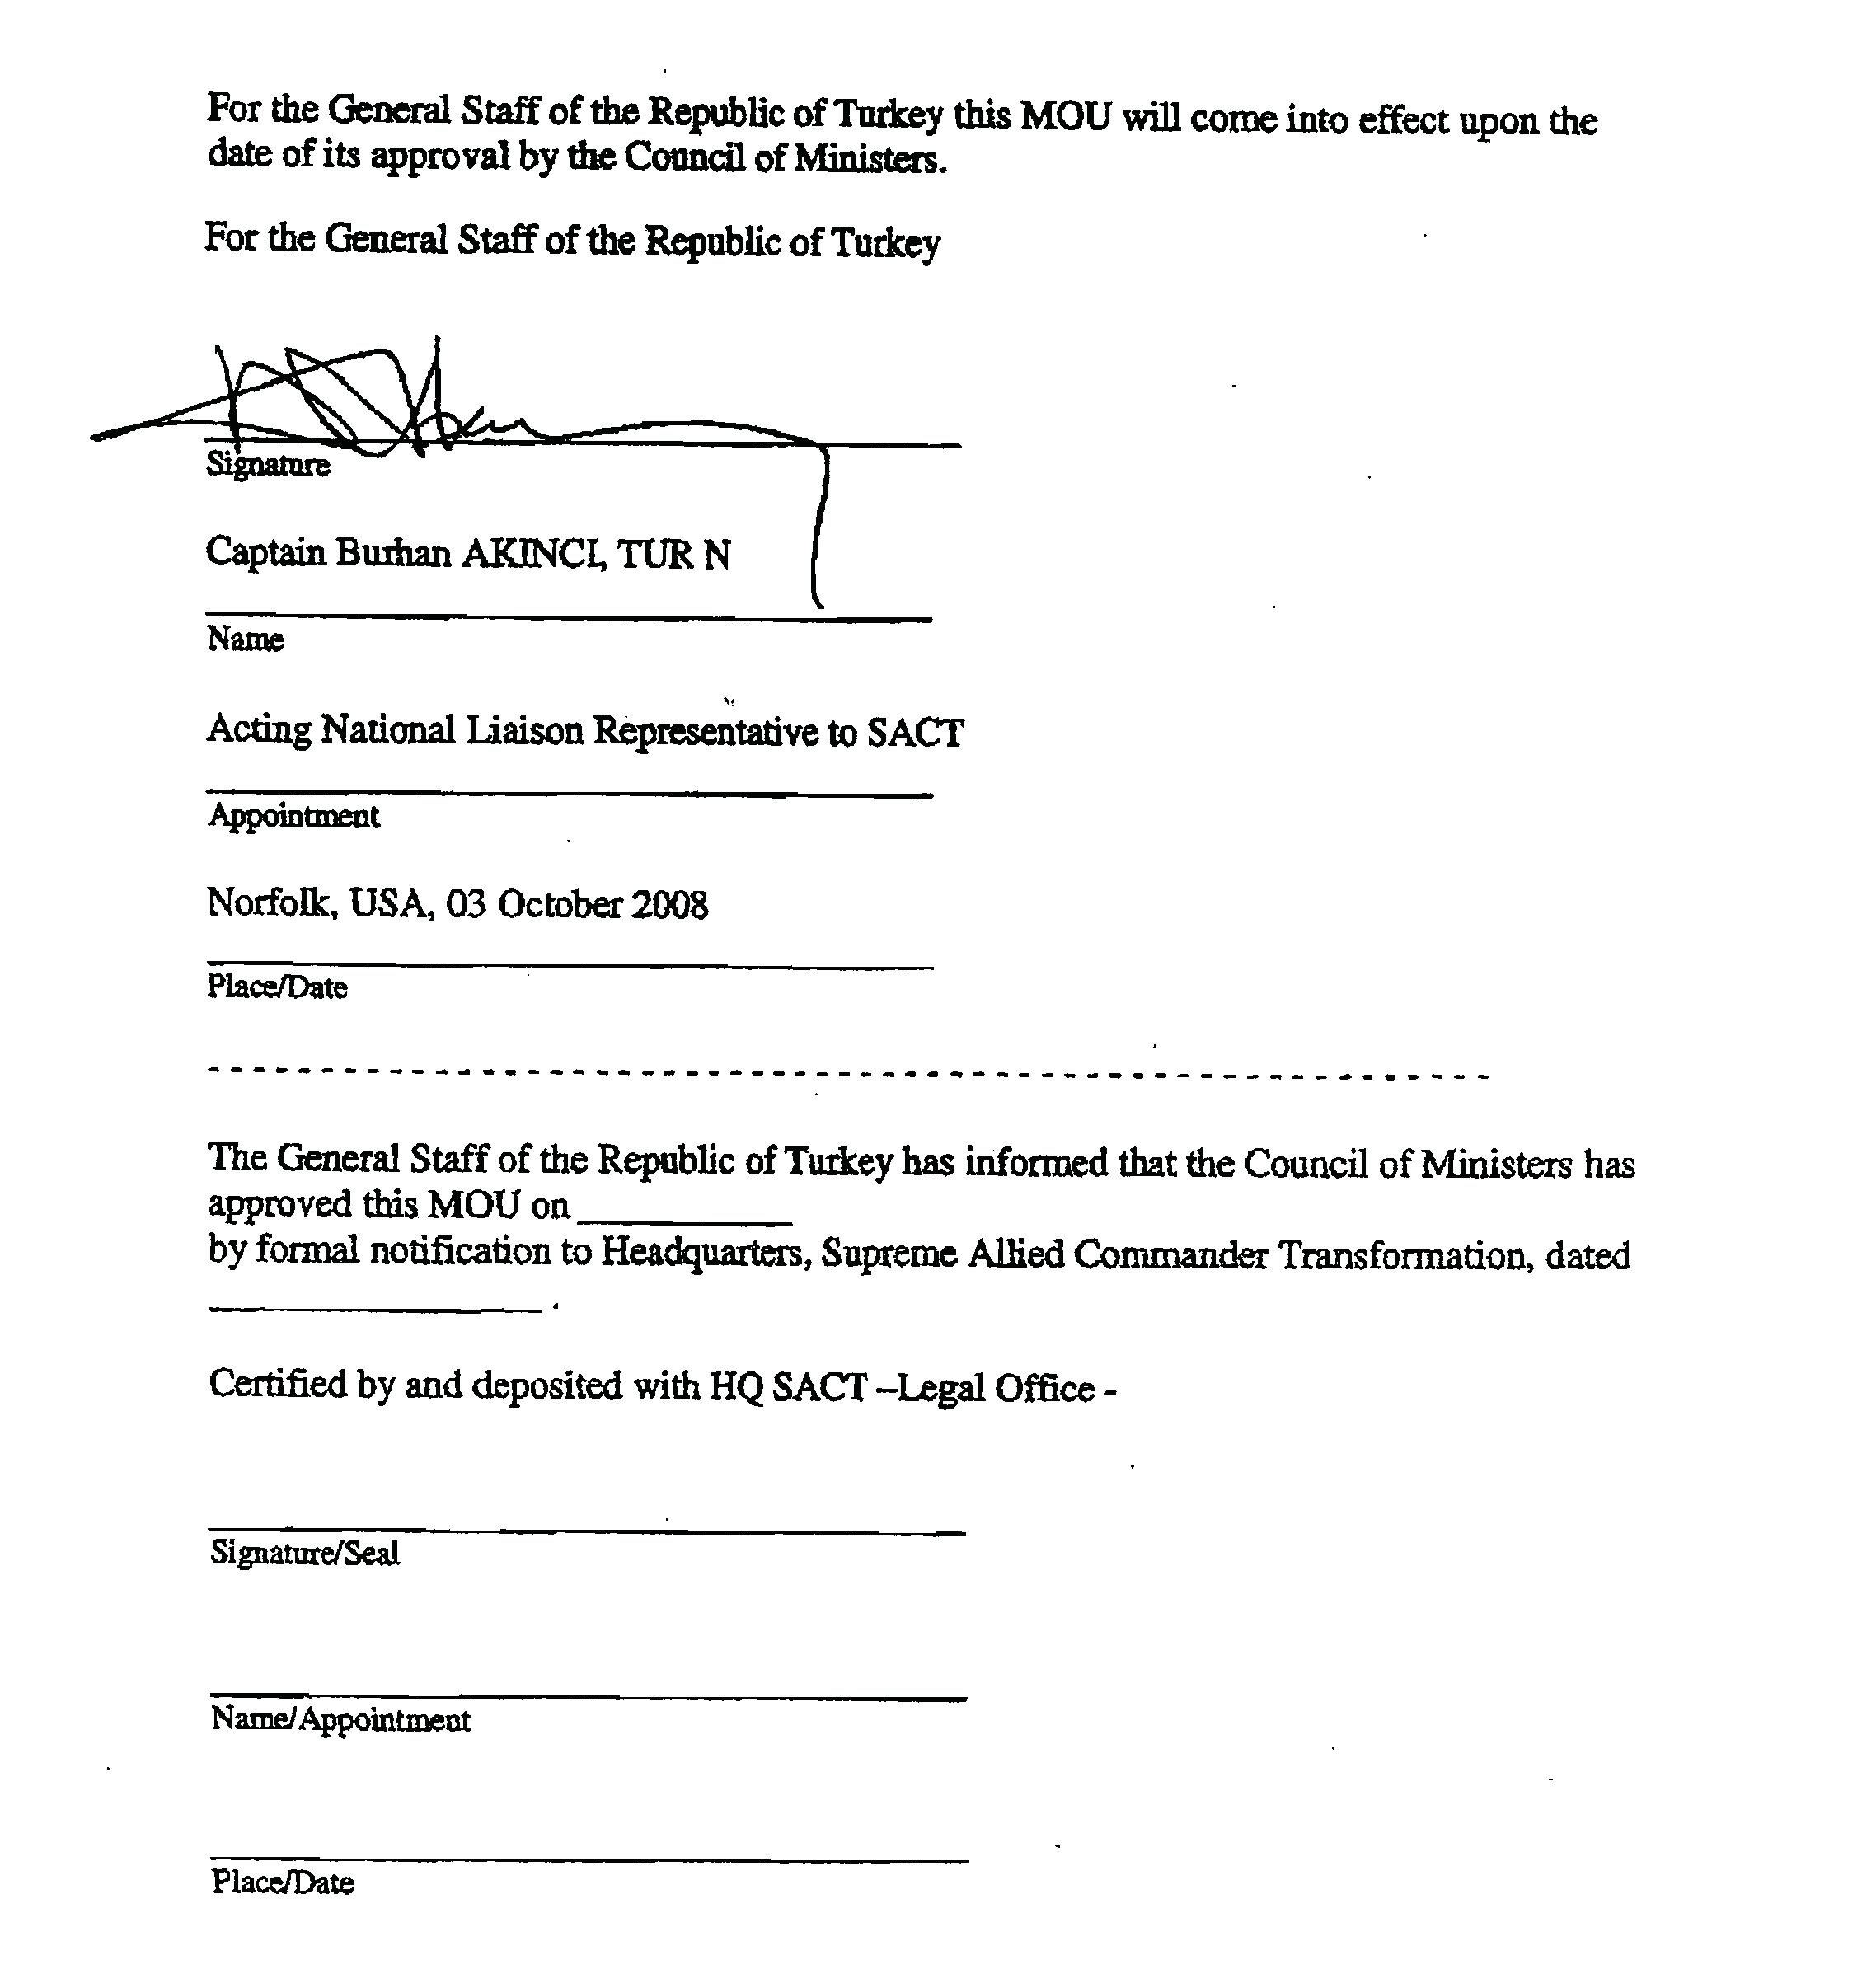 For the General Staff of the Republic of Turkey this MOU will come into effect upon the
date of its approval by the Council of Ministers.
For the General Staff of the Republic of Turkey
Signature
Captain Burhan AKINCI, TUR N
Name
Acting National Liaison Representative to SACT
Appointment
Norfolk, USA, 03 October 2008
Place/Date
The General Staff of the Republic of Turkey has informed that the Council of Ministers has
approved this MOU on __________
by formal notification to Headquarters, Supreme Allied Commander Transformation, dated
_______________.
Certified by and deposited with HQ SACT –Legal Office -
Signature/Seal
Name/Appointment
Place/Date